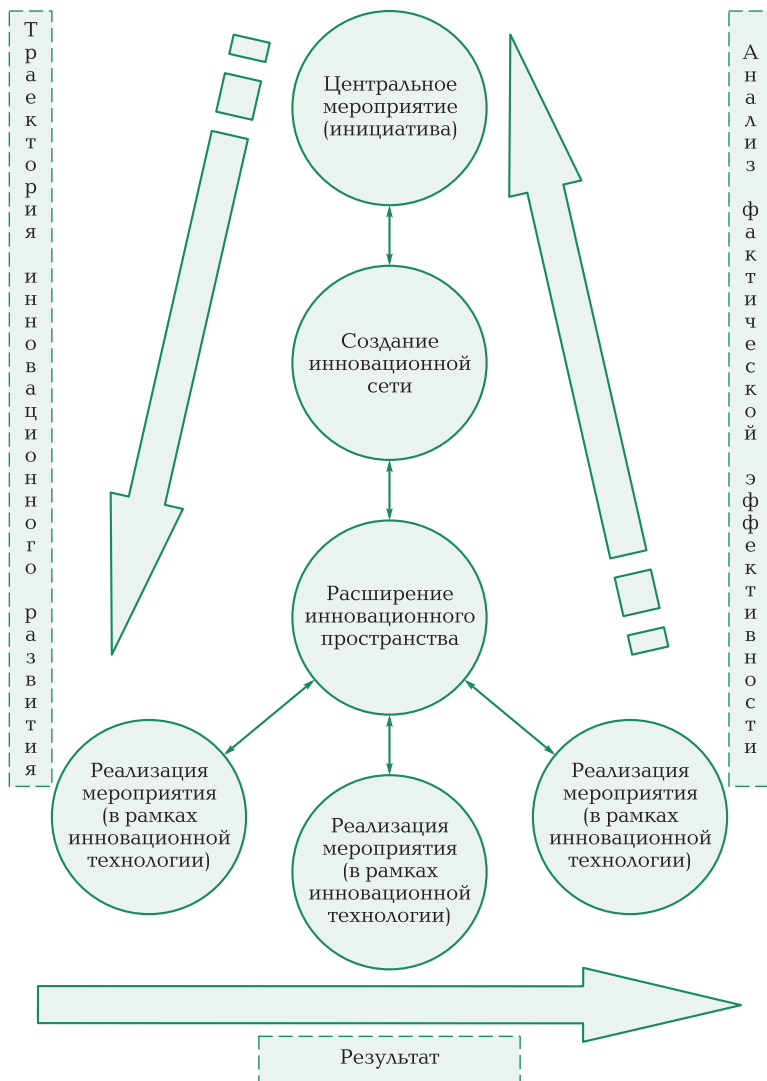 Траектория инновационного развития
Центральное
мероприятие
(инициатива)
Создание
инновационной
сети
Расширение
инновационного
пространства
Реализация
мероприятия
(в рамках
инновационной
технологии)
Реализация
мероприятия
(в рамках
инновационной
технологии)
Реализация
мероприятия
(в рамках
инновационной
технологии)
Анализ фактической эффективности
Результат